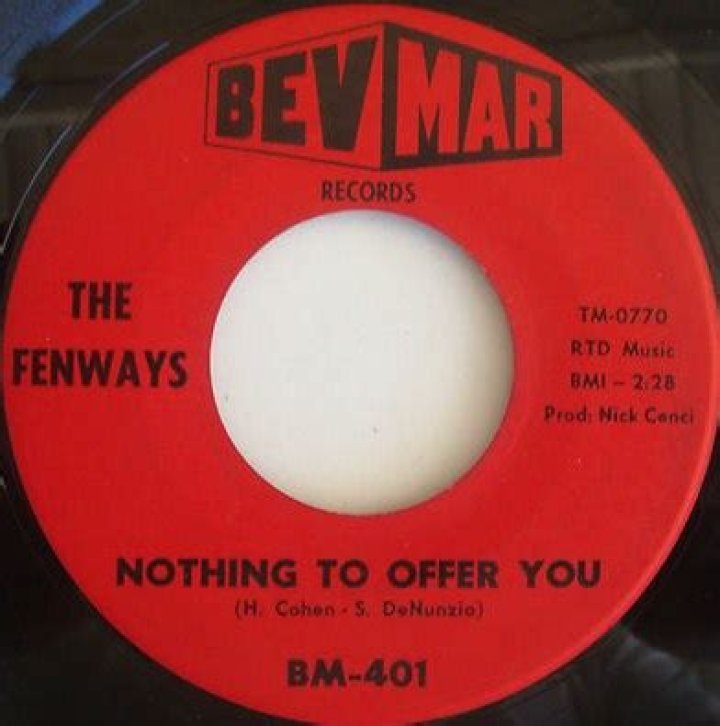 BEV MAR
RECORDS
THE
FENWAYS
TM-0770
RTD Music
BMI - 2:28
Prod: Nick Cenci
NOTHING TO OFFER YOU
(H. Cohen - S. DeNunzio)
BM-401